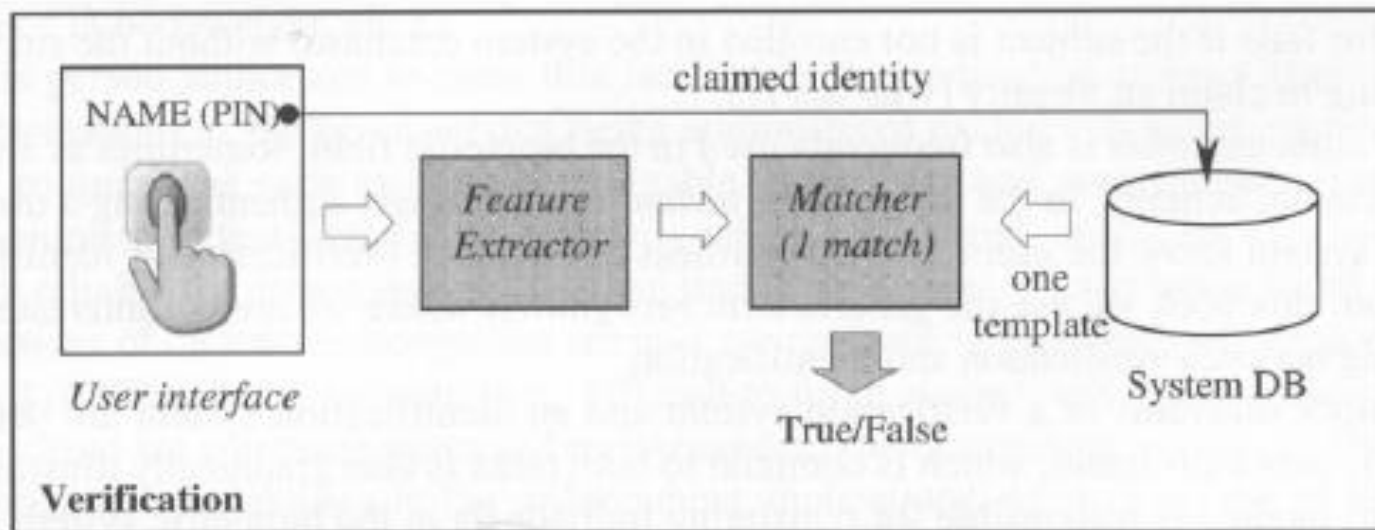 claimed identity
NAME (PIN)
Feature
Extractor
Matcher
(1 match)
one
template
User interface
System DB
True/False
Verification